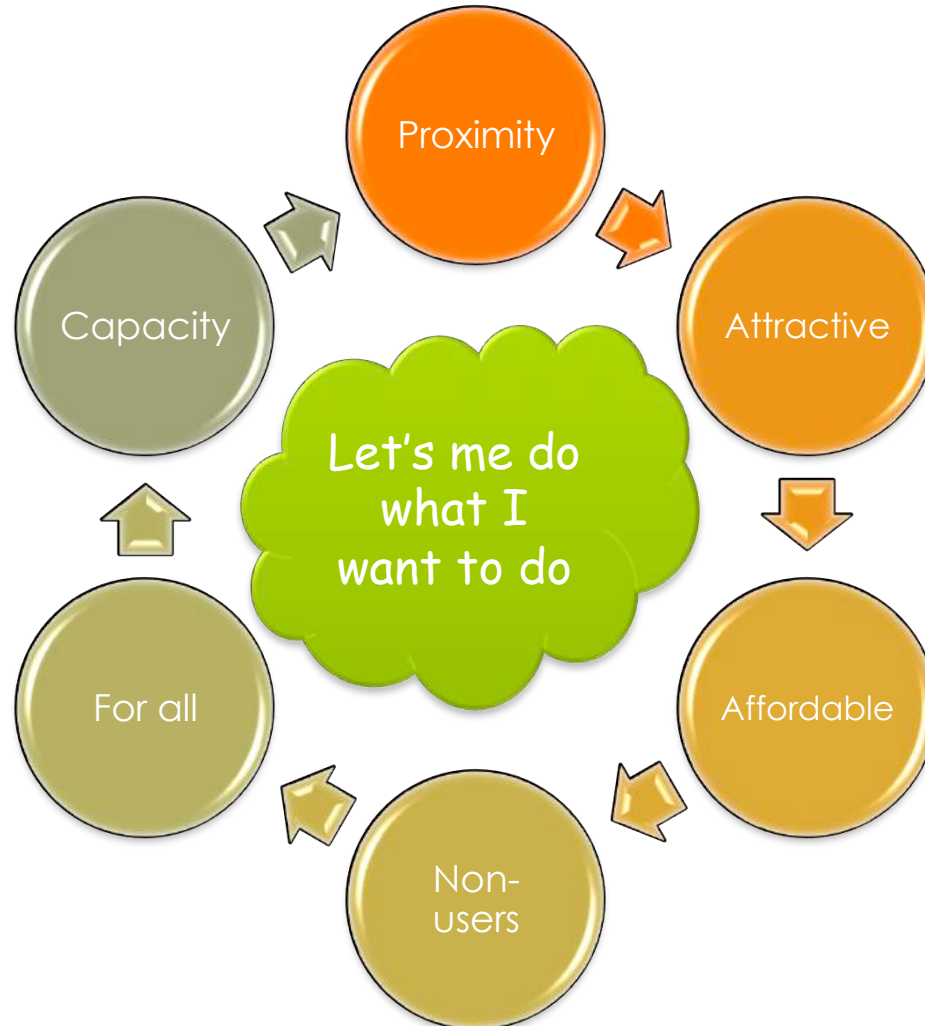 Proximity
Attractive
Affordable
Non-
users
For all
Capacity
Let's me do
what I
want to do